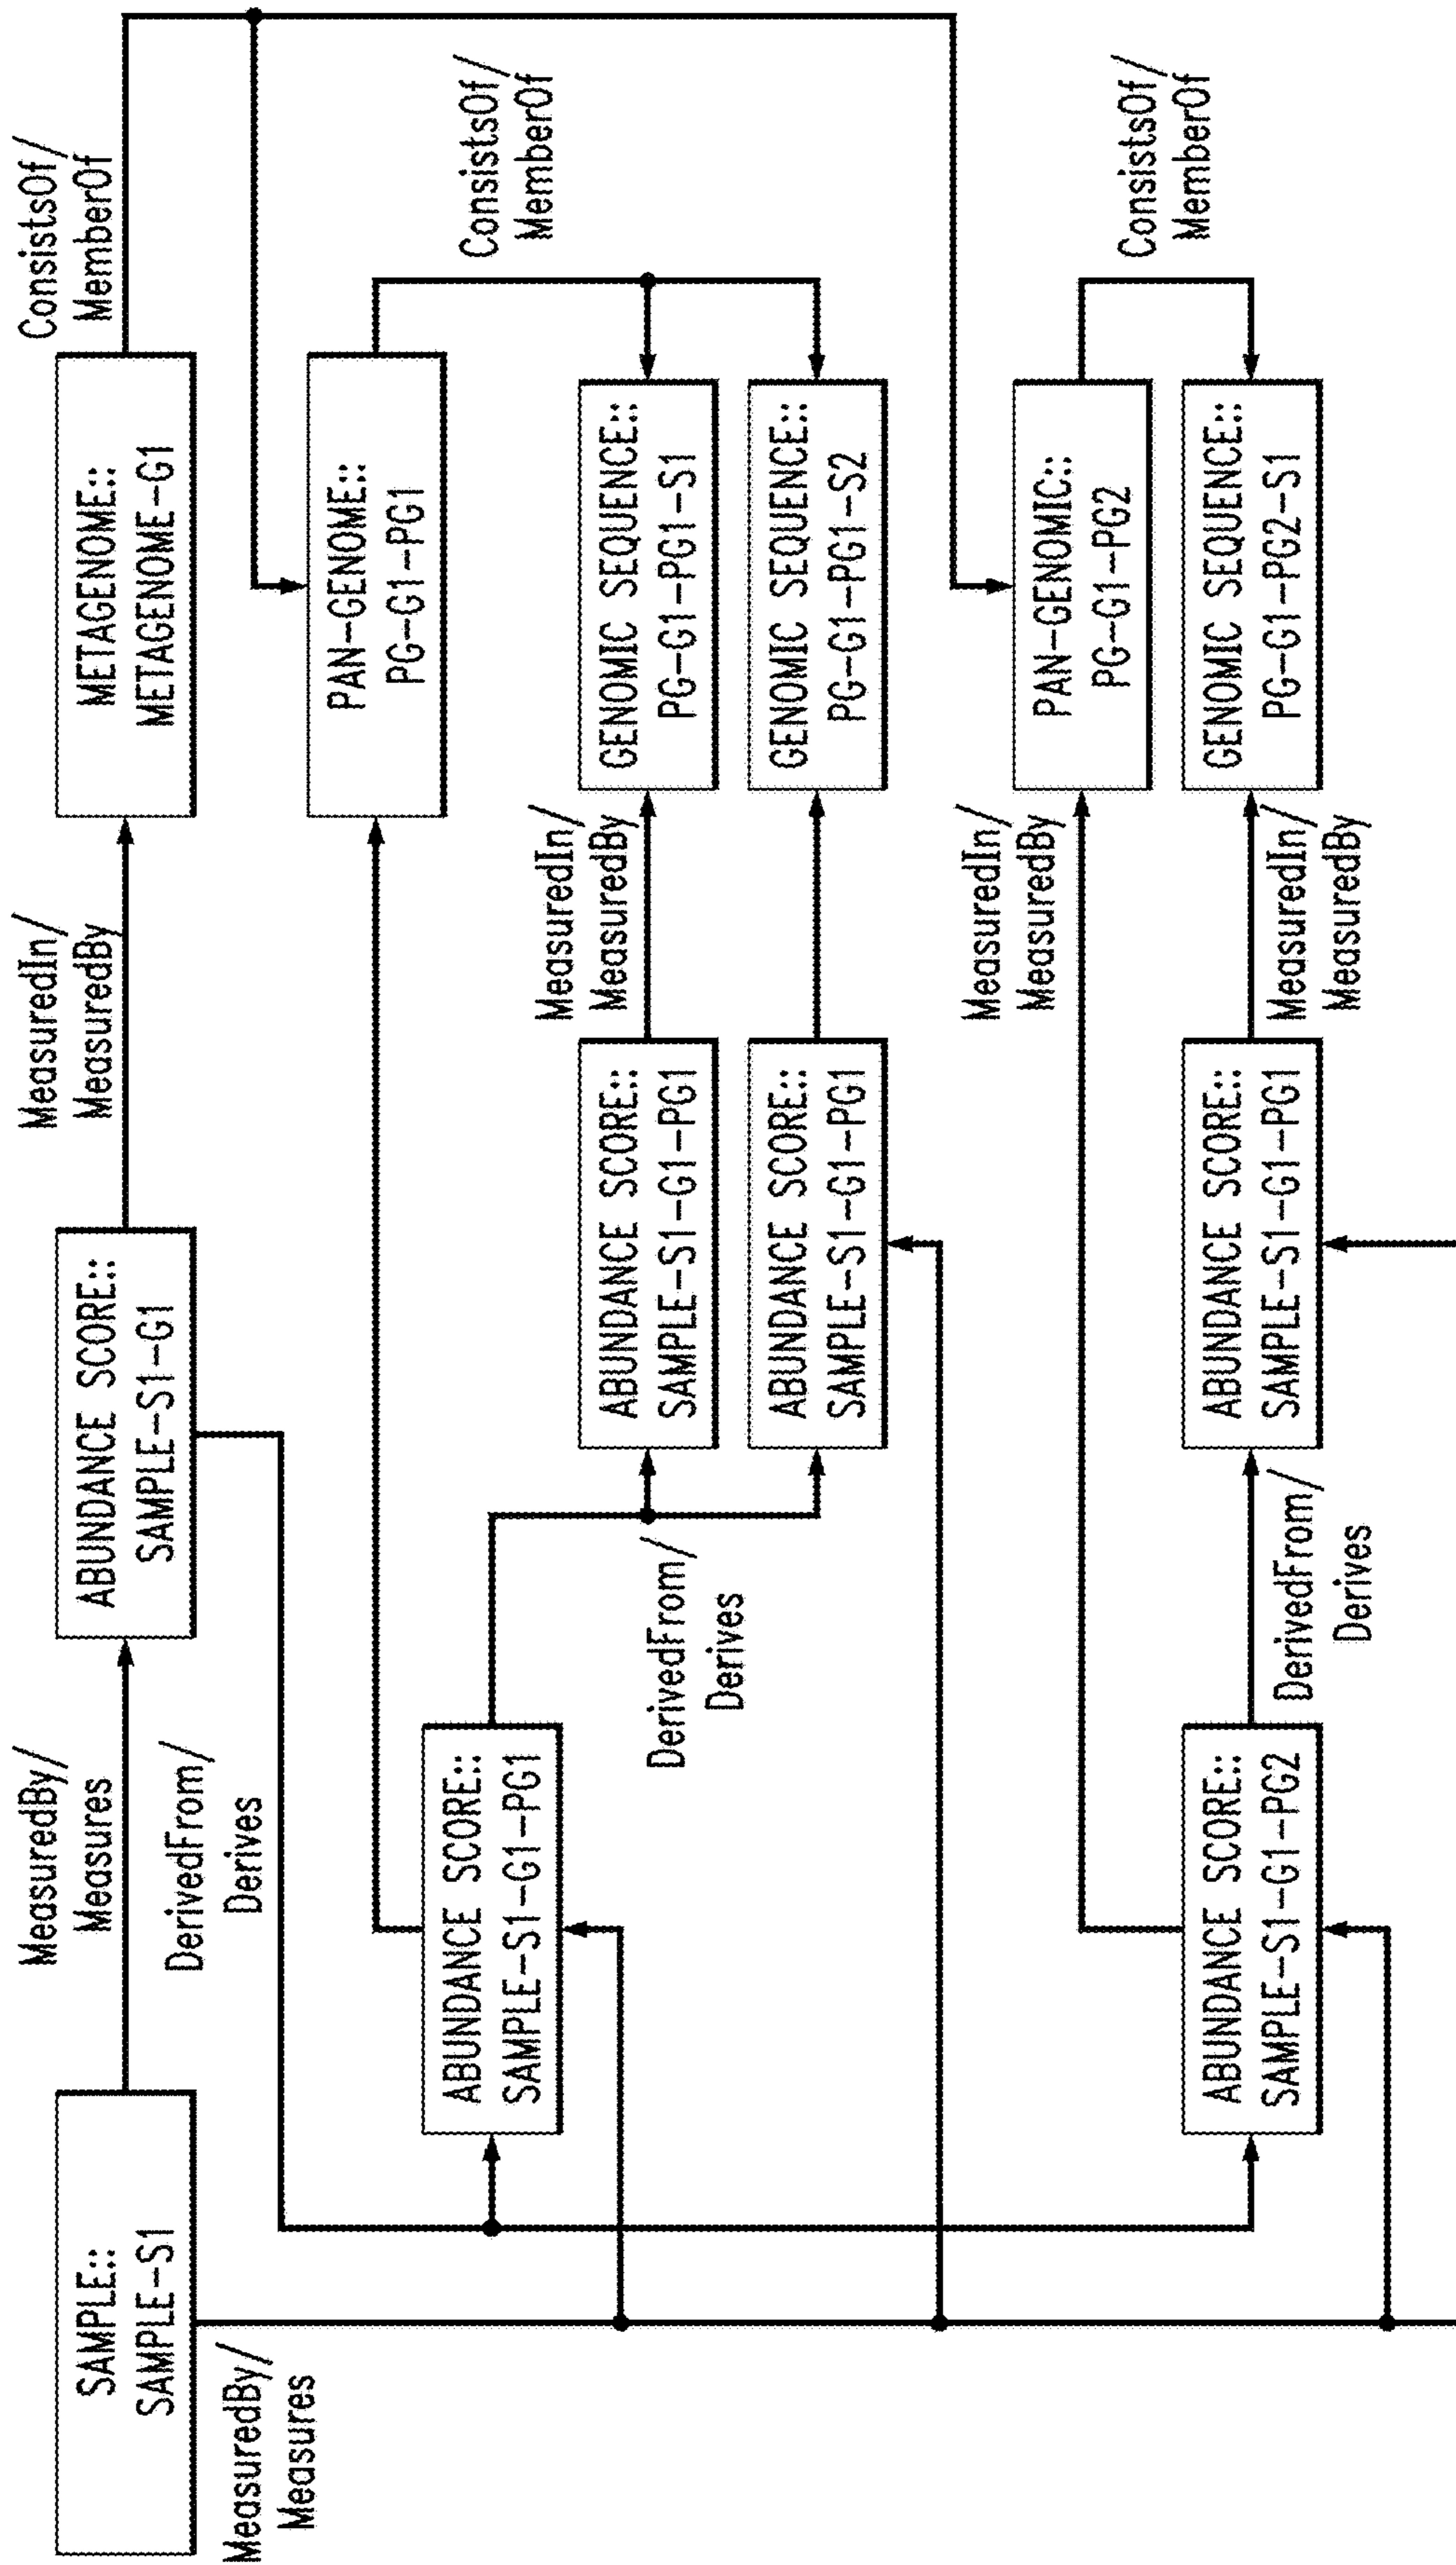 SAMPLE::
SAMPLE-S1
MeasuredBy/
Measures
ABUNDANCE SCORE::
SAMPLE-S1-G1
MeasuredIn/
MeasuredBy
METAGENOME::
METAGENOME-G1
ConsistsOf/
MemberOf
MeasuredBy/
Measures
DerivedFrom/
Derives
PAN-GENOME::
PG-G1-PG1
ABUNDANCE SCORE::
SAMPLE-S1-G1-PG1
ConsistsOf/
MemberOf
DerivedFrom/
Derives
ABUNDANCE SCORE::
SAMPLE-S1-G1-PG1
MeasuredIn/
MeasuredBy
GENOMIC SEQUENCE::
PG-G1-PG1-S1
ABUNDANCE SCORE::
SAMPLE-S1-G1-PG1
GENOMIC SEQUENCE::
PG-G1-PG1-S2
MeasuredIn/
MeasuredBy
PAN-GENOMIC::
PG-G1-PG2
ConsistsOf/
MemberOf
ABUNDANCE SCORE::
SAMPLE-S1-G1-PG2
DerivedFrom/
Derives
ABUNDANCE SCORE::
SAMPLE-S1-G1-PG1
MeasuredIn/
MeasuredBy
GENOMIC SEQUENCE::
PG-G1-PG2-S1